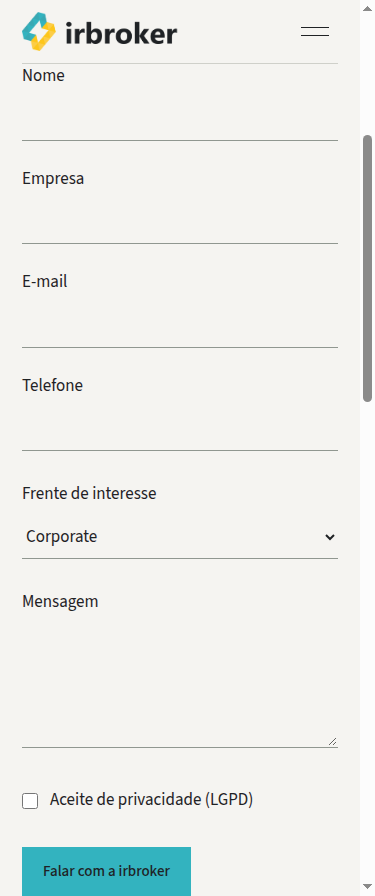 irbroker
Nome
Empresa
E-mail
Telefone
Frente de interesse
Corporate
Mensagem
Aceite de privacidade (LGPD)
Falar com a irbroker